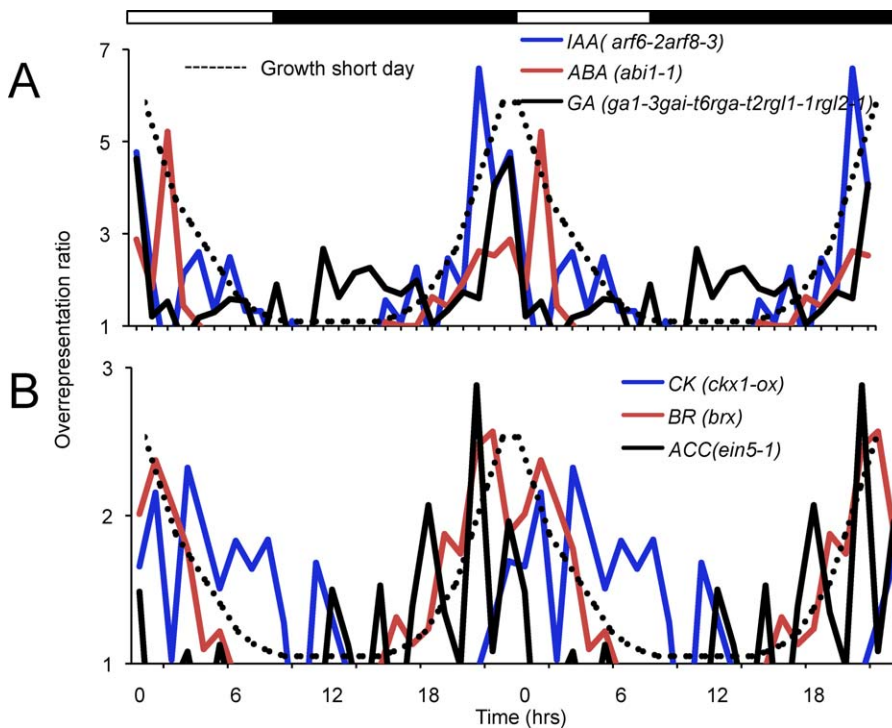 A
7
5
3
1
Growth short day
IAA( arf6-2arf8-3)
ABA (abi1-1)
GA (ga1-3gai-t6rga-t2rgl1-1rgl2-1)
Overrepresentation ratio
B
3
2
1
CK (ckx1-ox)
BR (brx)
ACC(ein5-1)
0 6 12 18 0 6 12 18
Time (hrs)